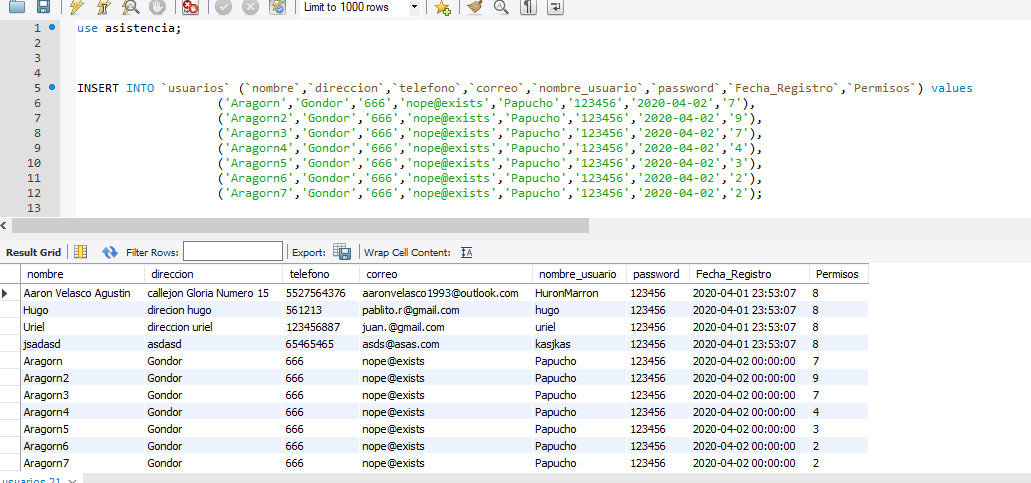 Limit to 1000 rows
1 use asistencia;
2
3
4
5 INSERT INTO `usuarios` (`nombre`,`direccion`,`telefono`,`correo`,`nombre_usuario`,`password`,`Fecha_Registro`,`Permisos`) values
6 ('Aragorn','Gondor','666','nope@exists','Papucho','123456','2020-04-02','7'),
7 ('Aragorn2','Gondor','666','nope@exists','Papucho','123456','2020-04-02','9'),
8 ('Aragorn3','Gondor','666','nope@exists','Papucho','123456','2020-04-02','7'),
9 ('Aragorn4','Gondor','666','nope@exists','Papucho','123456','2020-04-02','4'),
10 ('Aragorn5','Gondor','666','nope@exists','Papucho','123456','2020-04-02','3'),
11 ('Aragorn6','Gondor','666','nope@exists','Papucho','123456','2020-04-02','2'),
12 ('Aragorn7','Gondor','666','nope@exists','Papucho','123456','2020-04-02','2');
13
Result Grid Filter Rows: Export: Wrap Cell Content:
nombre direccion telefono correo nombre_usuario password Fecha_Registro Permisos
Aaron Velasco Agustin callejon Gloria Numero 15 5527564376 aaronvelasco1993@outlook.com HuronMarron 123456 2020-04-01 23:53:07 8
Hugo direcion hugo 561213 pablito.r@gmail.com hugo 123456 2020-04-01 23:53:07 8
Uriel direccion uriel 123456887 juan.@gmail.com uriel 123456 2020-04-01 23:53:07 8
jsadasd asdasd 65465465 asds@asas.com kasjkas 123456 2020-04-01 23:53:07 8
Aragorn Gondor 666 nope@exists Papucho 123456 2020-04-02 00:00:00 7
Aragorn2 Gondor 666 nope@exists Papucho 123456 2020-04-02 00:00:00 9
Aragorn3 Gondor 666 nope@exists Papucho 123456 2020-04-02 00:00:00 7
Aragorn4 Gondor 666 nope@exists Papucho 123456 2020-04-02 00:00:00 4
Aragorn5 Gondor 666 nope@exists Papucho 123456 2020-04-02 00:00:00 3
Aragorn6 Gondor 666 nope@exists Papucho 123456 2020-04-02 00:00:00 2
Aragorn7 Gondor 666 nope@exists Papucho 123456 2020-04-02 00:00:00 2
usuarios 21